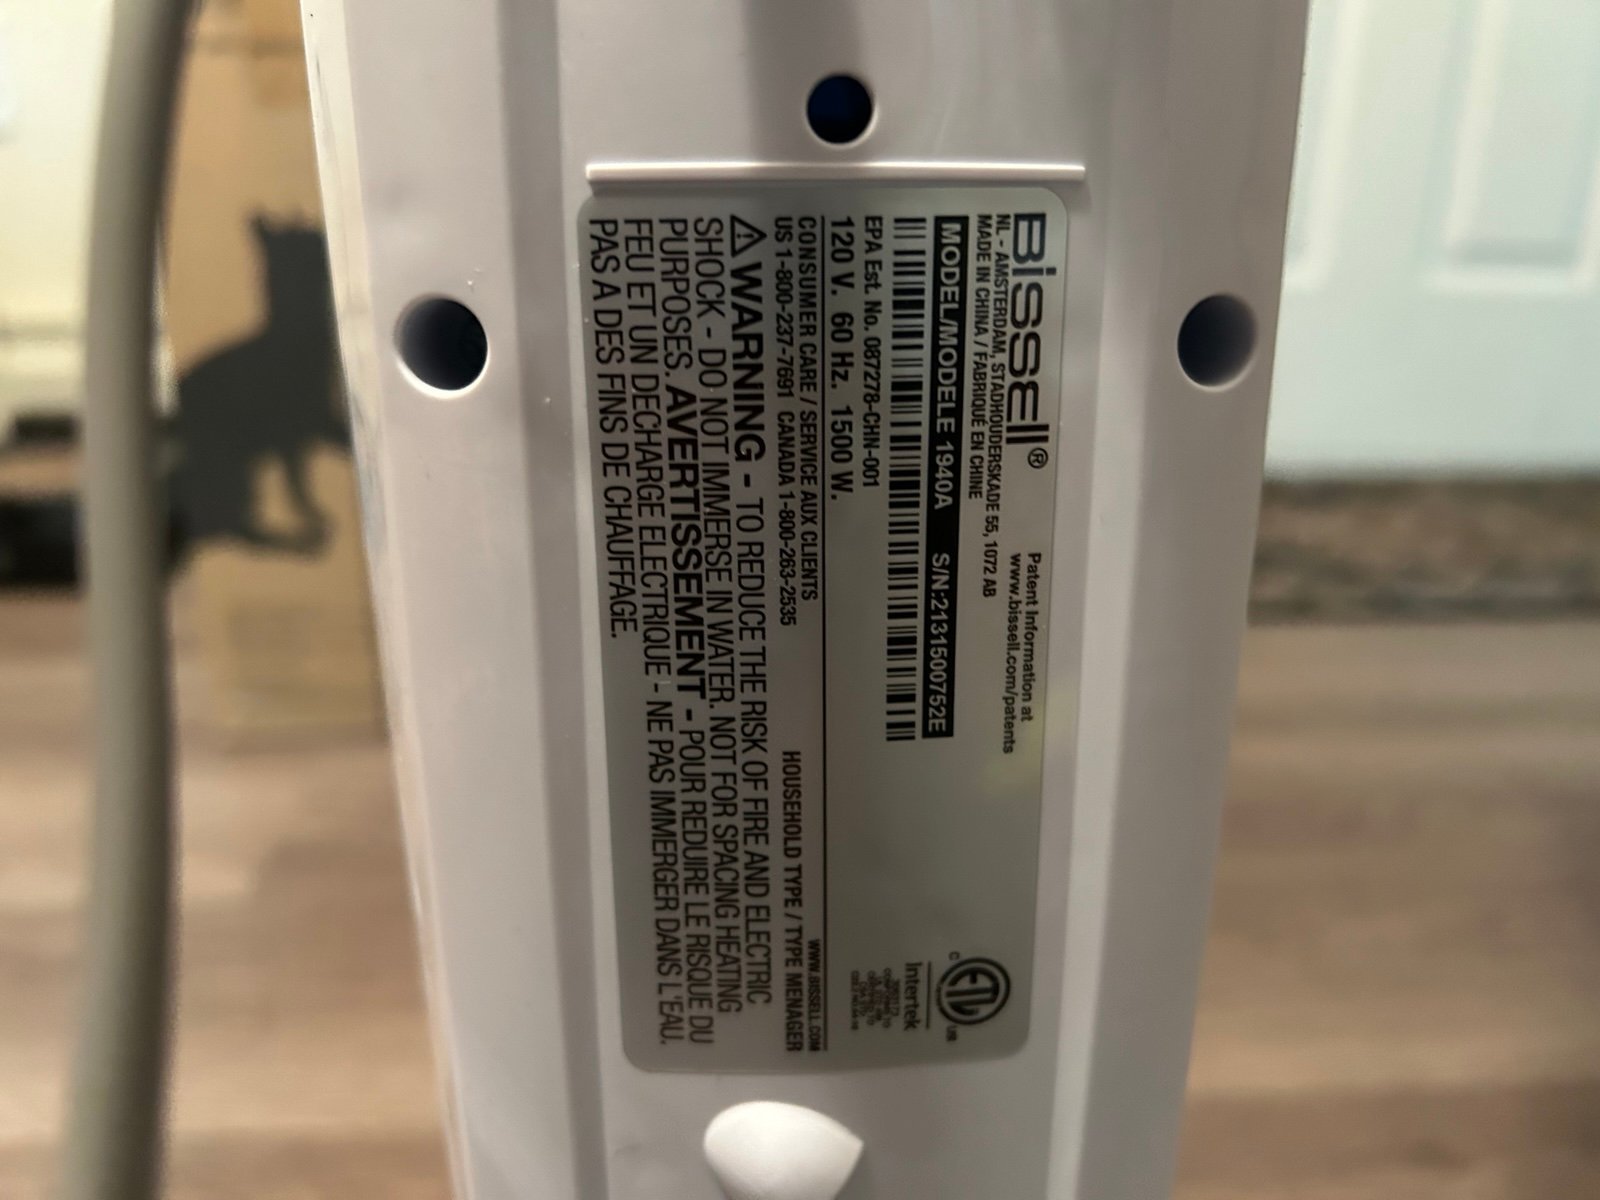 BISSELL®
Patent Information at
www.bissell.com/patents
NL - AMSTERDAM, STADHOUDERSKADE 55, 1072 AB
MADE IN CHINA / FABRIQUÉ EN CHINE
MODEL/MODELE 1940A S/N:213150​0752E
EPA Est. No. 087278-CHN-001
120 V. 60 Hz. 1500 W.
C ETL US
Intertek
CONSUMER CARE / SERVICE AUX CLIENTS
WWW.BISSELL.COM
US 1-800-237-7691 CANADA 1-800-263-2535
HOUSEHOLD TYPE / TYPE MENAGER
⚠WARNING - TO REDUCE THE RISK OF FIRE AND ELECTRIC
SHOCK - DO NOT IMMERSE IN WATER. NOT FOR SPACING HEATING
PURPOSES. AVERTISSEMENT - POUR REDUIRE LE RISQUE DU
FEU ET UN DECHARGE ELECTRIQUE - NE PAS IMMERGER DANS L'EAU.
PAS A DES FINS DE CHAUFFAGE.